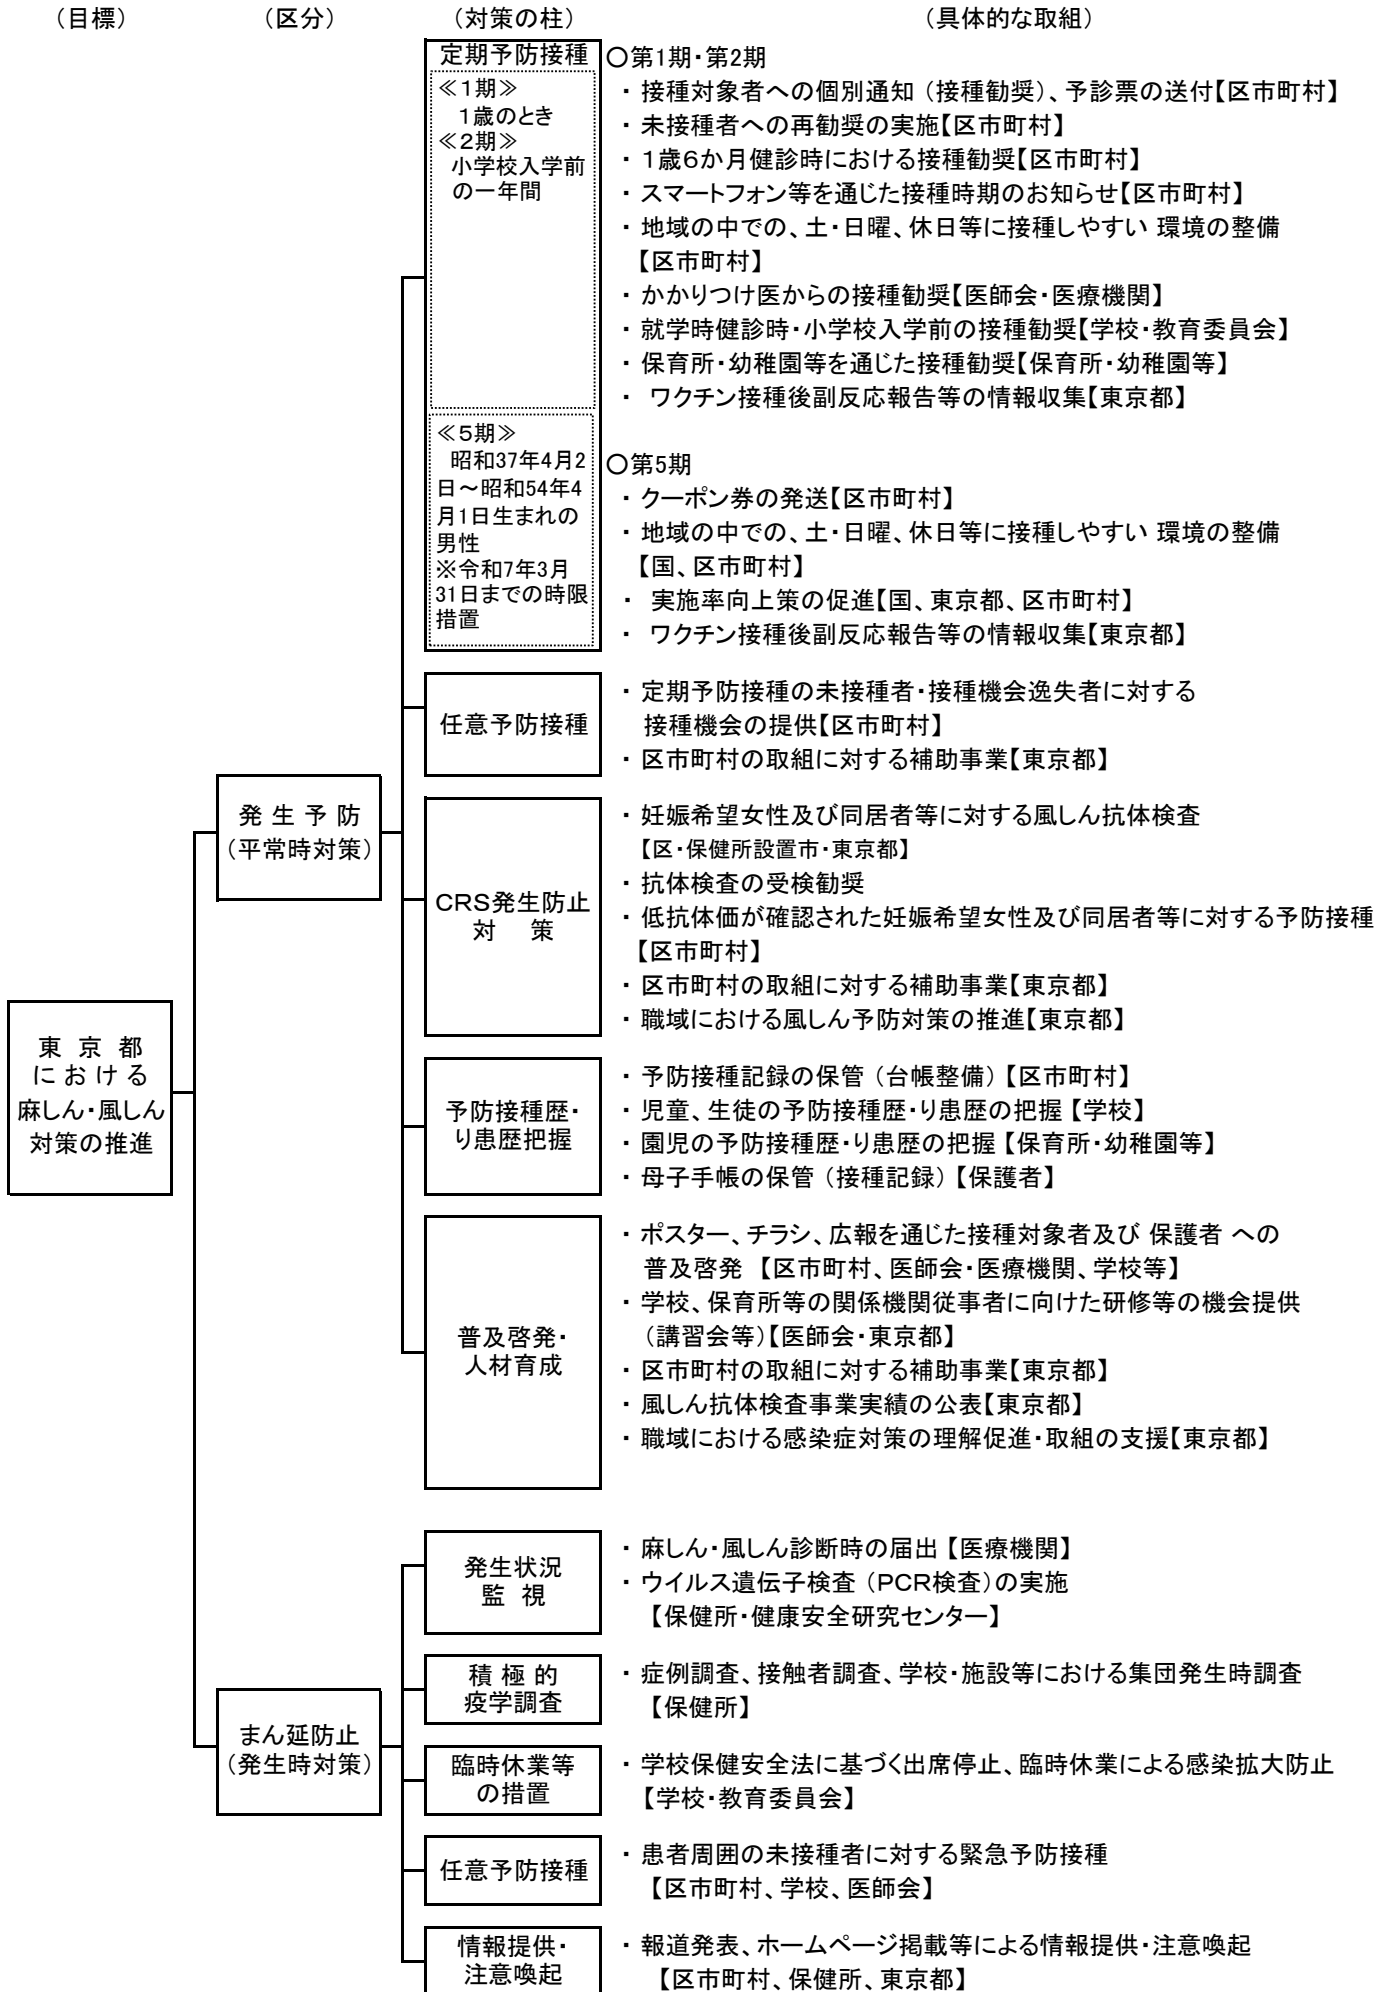 （目標）
（区分）
（対策の柱）
（具体的な取組）
定期予防接種
≪１期≫
１歳のとき
≪２期≫
小学校入学前
の一年間
≪５期≫
昭和37年4月2
日～昭和54年4
月1日生まれの
男性
※令和7年3月
31日までの時限
措置
○第1期・第2期
・ 接種対象者への個別通知（接種勧奨）、予診票の送付【区市町村】
・ 未接種者への再勧奨の実施【区市町村】
・ １歳６か月健診時における接種勧奨【区市町村】
・ スマートフォン等を通じた接種時期のお知らせ【区市町村】
・ 地域の中での、土・日曜、休日等に接種しやすい 環境の整備
【区市町村】
・ かかりつけ医からの接種勧奨【医師会・医療機関】
・ 就学時健診時・小学校入学前の接種勧奨【学校・教育委員会】
・ 保育所・幼稚園等を通じた接種勧奨【保育所・幼稚園等】
・ ワクチン接種後副反応報告等の情報収集【東京都】
○第5期
・ クーポン券の発送【区市町村】
・ 地域の中での、土・日曜、休日等に接種しやすい 環境の整備
【国、区市町村】
・ 実施率向上策の促進【国、東京都、区市町村】
・ ワクチン接種後副反応報告等の情報収集【東京都】
任意予防接種
・ 定期予防接種の未接種者・接種機会逸失者に対する
接種機会の提供【区市町村】
・ 区市町村の取組に対する補助事業【東京都】
発 生 予 防
（平常時対策）
CRS発生防止
対 策
・ 妊娠希望女性及び同居者等に対する風しん抗体検査
【区・保健所設置市・東京都】
・ 抗体検査の受検勧奨
・ 低抗体価が確認された妊娠希望女性及び同居者等に対する予防接種
【区市町村】
・ 区市町村の取組に対する補助事業【東京都】
・ 職域における風しん予防対策の推進【東京都】
東 京 都
に お け る
麻しん・風しん
対策の推進
予防接種歴・
り患歴把握
・ 予防接種記録の保管（台帳整備）【区市町村】
・ 児童、生徒の予防接種歴・り患歴の把握【学校】
・ 園児の予防接種歴・り患歴の把握【保育所・幼稚園等】
・ 母子手帳の保管（接種記録）【保護者】
普及啓発・
人材育成
・ ポスター、チラシ、広報を通じた接種対象者及び 保護者 への
普及啓発 【区市町村、医師会・医療機関、学校等】
・ 学校、保育所等の関係機関従事者に向けた研修等の機会提供
（講習会等）【医師会・東京都】
・ 区市町村の取組に対する補助事業【東京都】
・ 風しん抗体検査事業実績の公表【東京都】
・ 職域における感染症対策の理解促進・取組の支援【東京都】
発生状況
監 視
・ 麻しん・風しん診断時の届出【医療機関】
・ ウイルス遺伝子検査（PCR検査）の実施
【保健所・健康安全研究センター】
積 極 的
疫学調査
・ 症例調査、接触者調査、学校・施設等における集団発生時調査
【保健所】
まん延防止
（発生時対策）
臨時休業等
の措置
・ 学校保健安全法に基づく出席停止、臨時休業による感染拡大防止
【学校・教育委員会】
任意予防接種
・ 患者周囲の未接種者に対する緊急予防接種
【区市町村、学校、医師会】
情報提供・
注意喚起
・ 報道発表、ホームページ掲載等による情報提供・注意喚起
【区市町村、保健所、東京都】